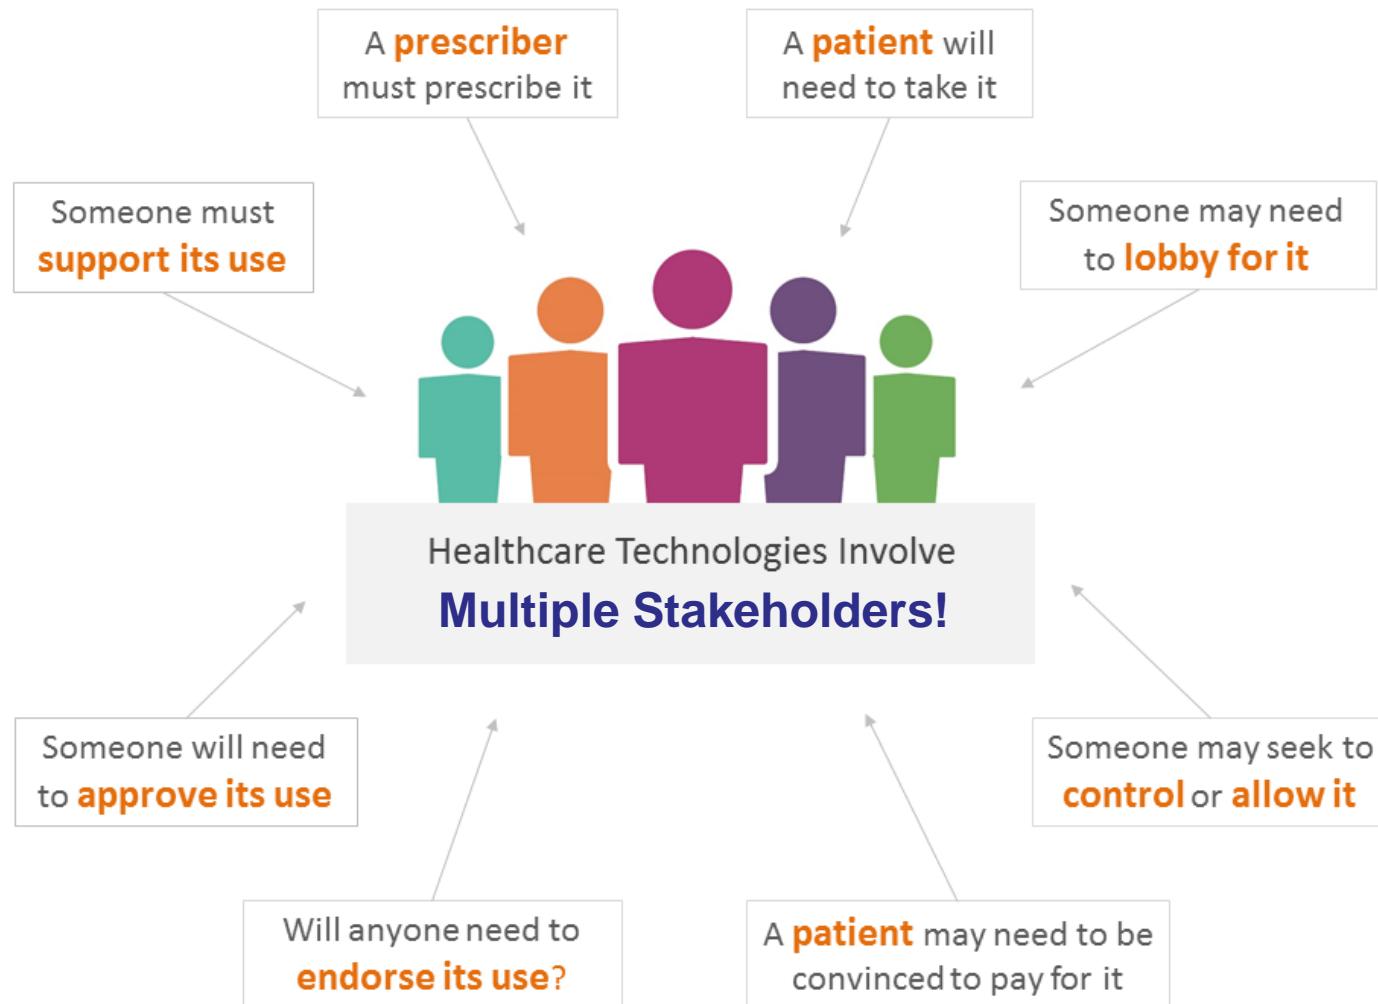 A prescriber
must prescribe it
A patient will
need to take it
Someone must
support its use
Someone may need
to lobby for it
Healthcare Technologies Involve
Multiple Stakeholders!
Someone will need
to approve its use
Someone may seek to
control or allow it
Will anyone need to
endorse its use?
A patient may need to be
convinced to pay for it